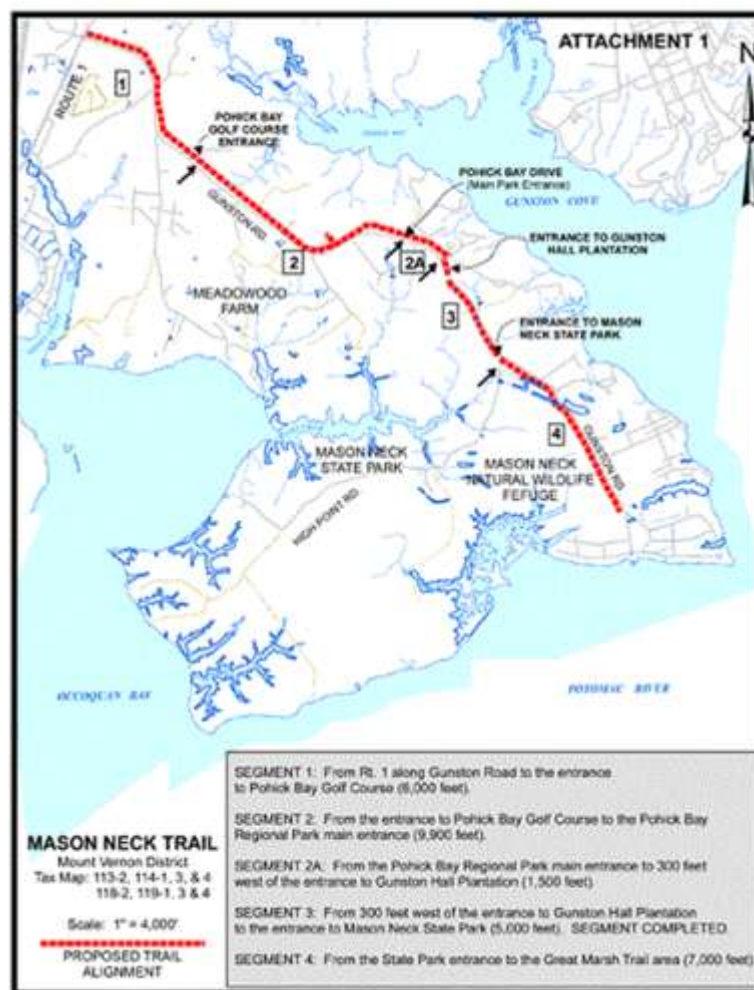 ATTACHMENT 1
N
ROUTE 1
1
POHICK BAY
GOLF COURSE
ENTRANCE
POHICK BAY DRIVE
(Main Park Entrance)
GUNSTON COVE
GUNSTON RD
ENTRANCE TO GUNSTON
HALL PLANTATION
2
2A
MEADOWOOD
FARM
3
ENTRANCE TO MASON
NECK STATE PARK
4
GUNSTON RD
MASON NECK
STATE PARK
MASON NECK
NATURAL WILDLIFE
FEFUGE
HIGH POINT RD
OCCOQUAN BAY
POTOMAC RIVER
MASON NECK TRAIL
Mount Vernon District
Tax Map: 113-2, 114-1, 3, & 4
118-2, 119-1, 3 & 4
Scale: 1" = 4,000'
PROPOSED TRAIL
ALIGNMENT
SEGMENT 1: From Rt. 1 along Gunston Road to the entrance
to Pohick Bay Golf Course (6,000 feet).
SEGMENT 2: From the entrance to Pohick Bay Golf Course to the Pohick Bay
Regional Park main entrance (9,900 feet).
SEGMENT 2A: From the Pohick Bay Regional Park main entrance to 300 feet
west of the entrance to Gunston Hall Plantation (1,500 feet).
SEGMENT 3: From 300 feet west of the entrance to Gunston Hall Plantation
to the entrance to Mason Neck State Park (5,000 feet). SEGMENT COMPLETED
SEGMENT 4: From the State Park entrance to the Great Marsh Trail area (7,000 feet)